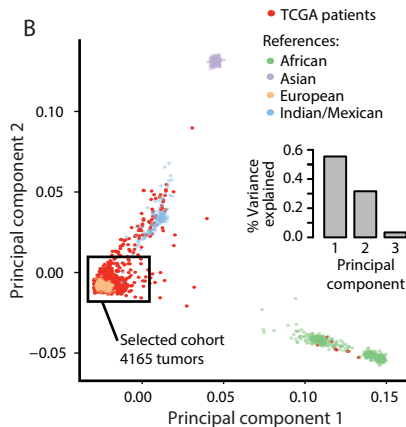 B
TCGA patients
References:
African
Asian
European
Indian/Mexican
Principal component 2
0.10
0.05
0.00
−0.05
% Variance
explained
0.6
0.4
0.2
0.0
1 2 3
Principal
component
Selected cohort
4165 tumors
0.00 0.05 0.10 0.15
Principal component 1